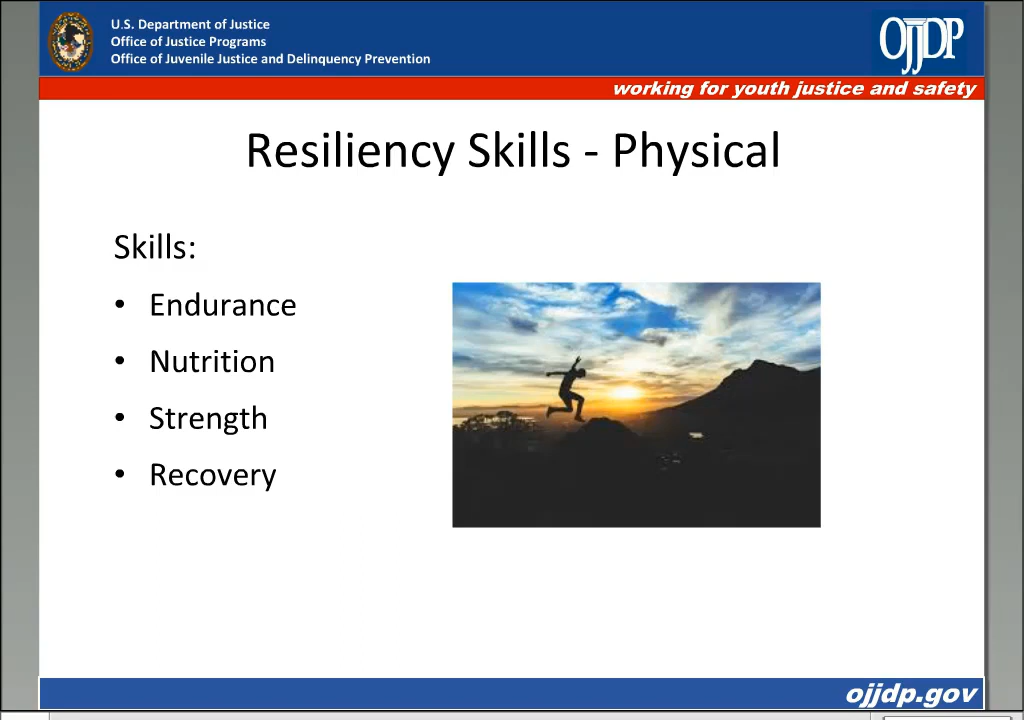 U.S. Department of Justice
Office of Justice Programs
Office of Juvenile Justice and Delinquency Prevention
OJJDP
working for youth justice and safety
Resiliency Skills - Physical
Skills:
• Endurance
• Nutrition
• Strength
• Recovery
ojjdp.gov